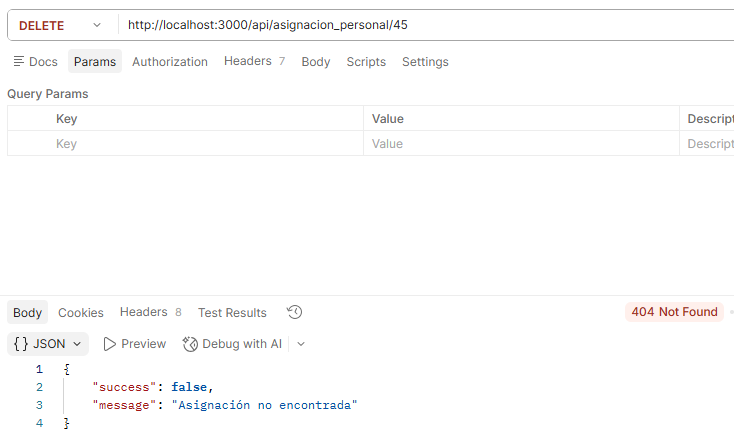 DELETE http://localhost:3000/api/asignacion_personal/45
Docs Params Authorization Headers 7 Body Scripts Settings
Query Params
Key Value Descript
Key Value Descript
Body Cookies Headers 8 Test Results 404 Not Found
{} JSON Preview Debug with AI
1 {
2 "success": false,
3 "message": "Asignación no encontrada"
4 }